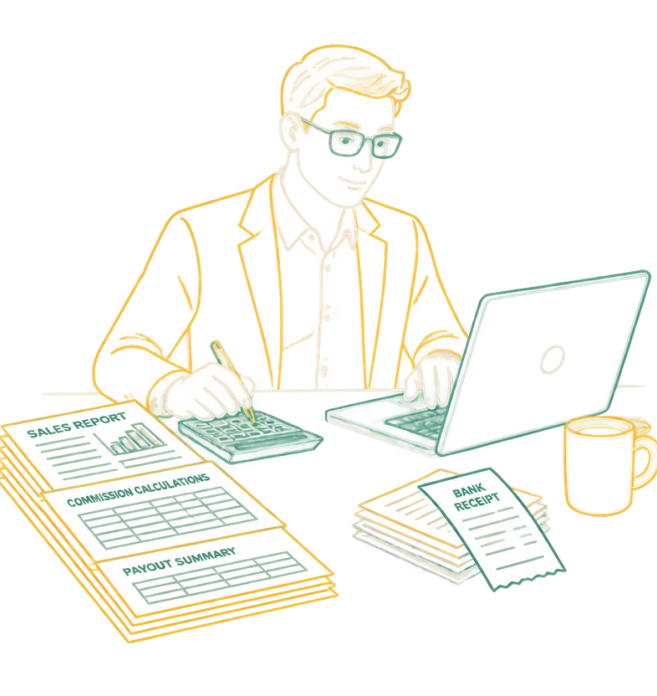 SALES REPORT
COMMISSION CALCULATIONS
PAYOUT SUMMARY
BANK
RECEIPT